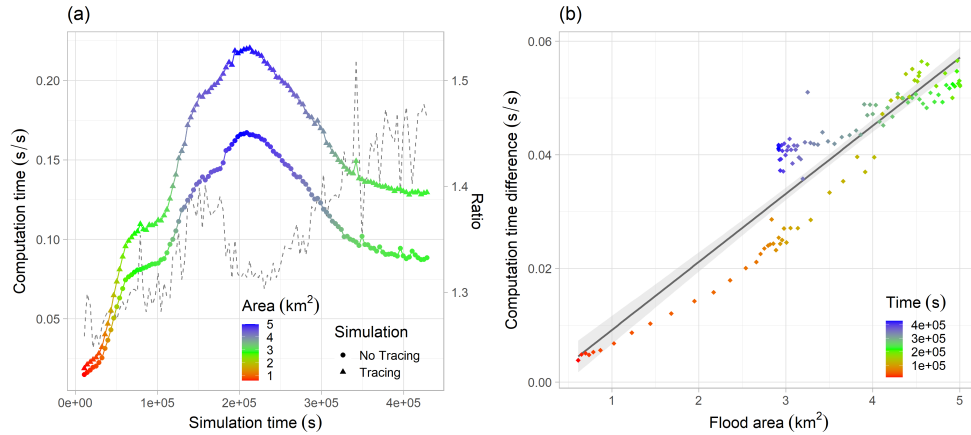 (a)
Computation time (s/s)
0.20
0.15
0.10
0.05
1.5
1.4
1.3
Ratio
Area (km²)
5
4
3
2
1
Simulation
No Tracing
Tracing
0e+00 1e+05 2e+05 3e+05 4e+05
Simulation time (s)
(b)
Computation time difference (s/s)
0.06
0.04
0.02
0.00
Time (s)
4e+05
3e+05
2e+05
1e+05
1 2 3 4 5
Flood area (km²)